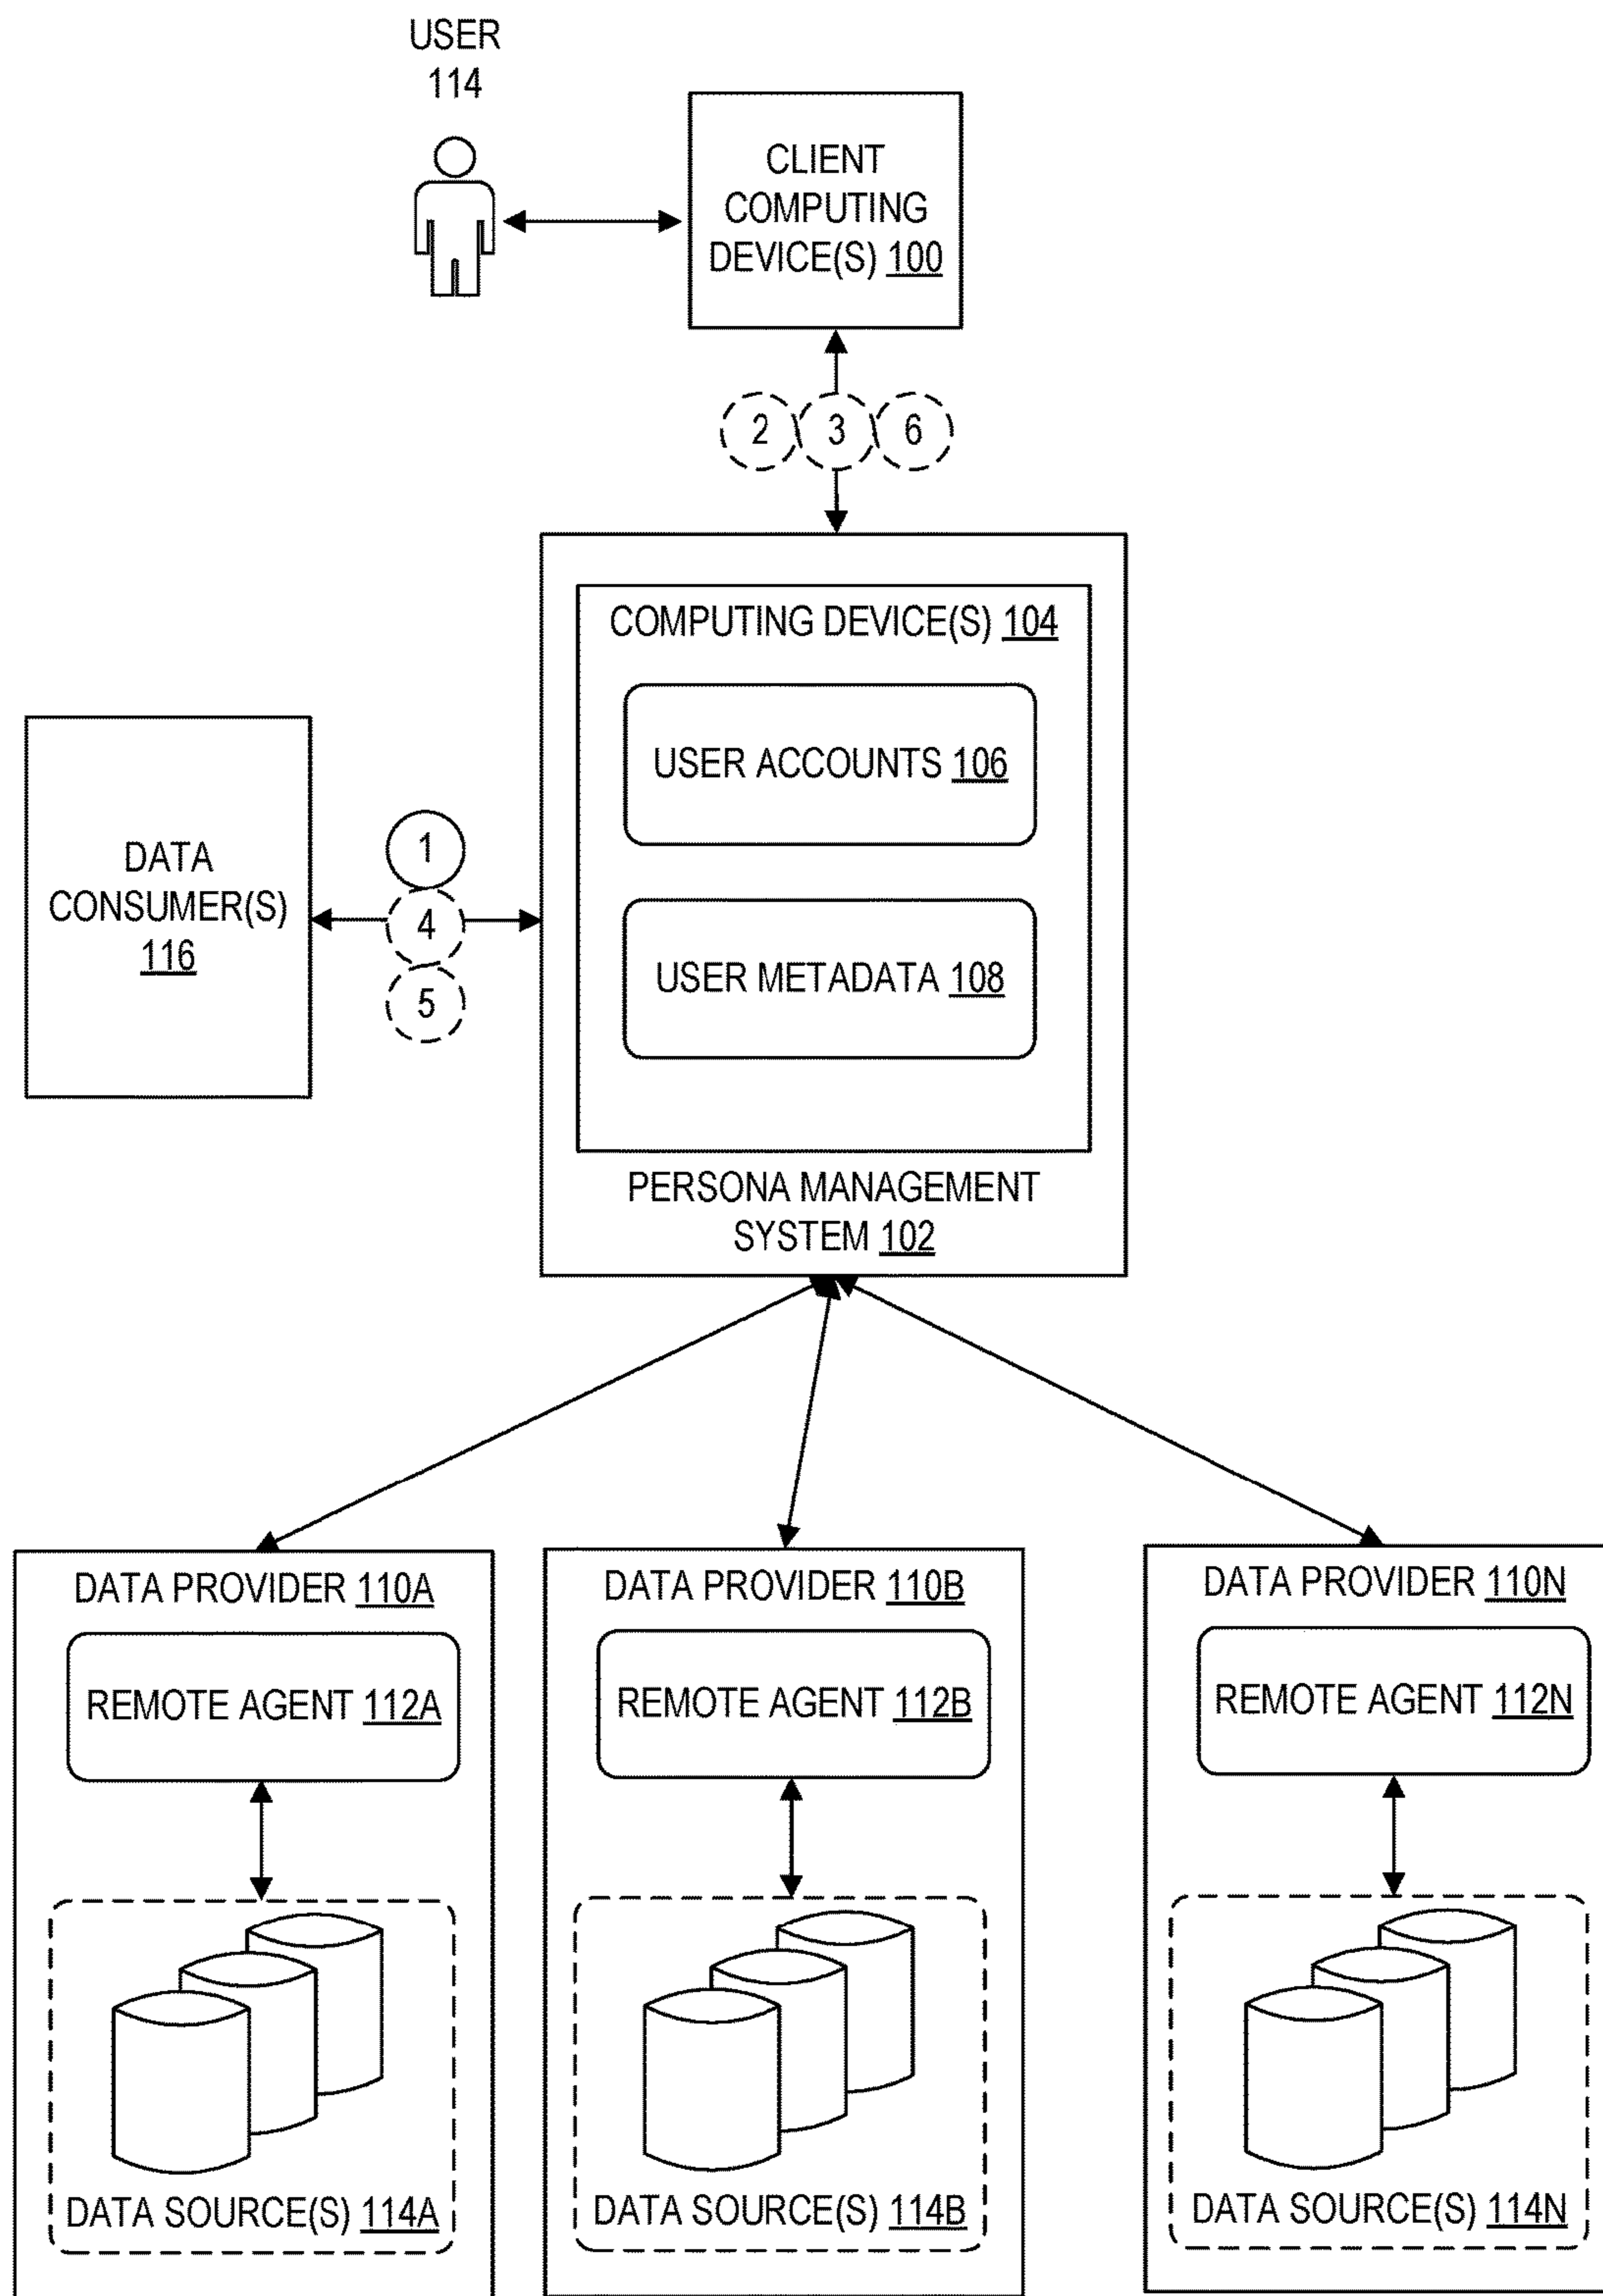 USER
114
CLIENT
COMPUTING
DEVICE(S) 100
2 3 6
COMPUTING DEVICE(S) 104
USER ACCOUNTS 106
USER METADATA 108
PERSONA MANAGEMENT
SYSTEM 102
DATA
CONSUMER(S)
116
1
4
5
DATA PROVIDER 110A
REMOTE AGENT 112A
DATA SOURCE(S) 114A
DATA PROVIDER 110B
REMOTE AGENT 112B
DATA SOURCE(S) 114B
DATA PROVIDER 110N
REMOTE AGENT 112N
DATA SOURCE(S) 114N